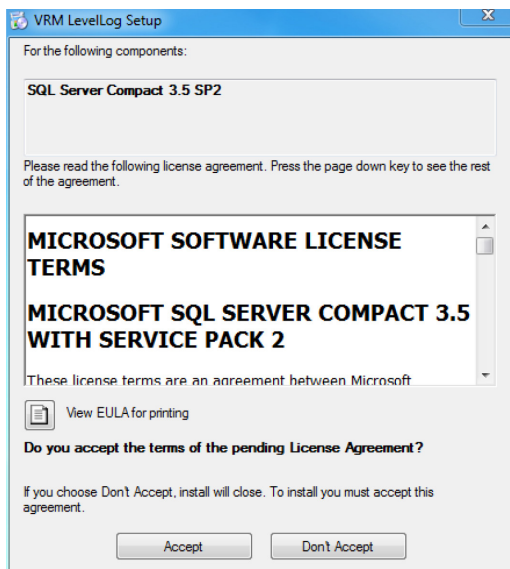 VRM LevelLog Setup
For the following components:
SQL Server Compact 3.5 SP2
Please read the following license agreement. Press the page down key to see the rest
of the agreement.
MICROSOFT SOFTWARE LICENSE
TERMS
MICROSOFT SQL SERVER COMPACT 3.5
WITH SERVICE PACK 2
These license terms are an agreement between Microsoft
View EULA for printing
Do you accept the terms of the pending License Agreement?
If you choose Don't Accept, install will close. To install you must accept this
agreement.
Accept
Don't Accept